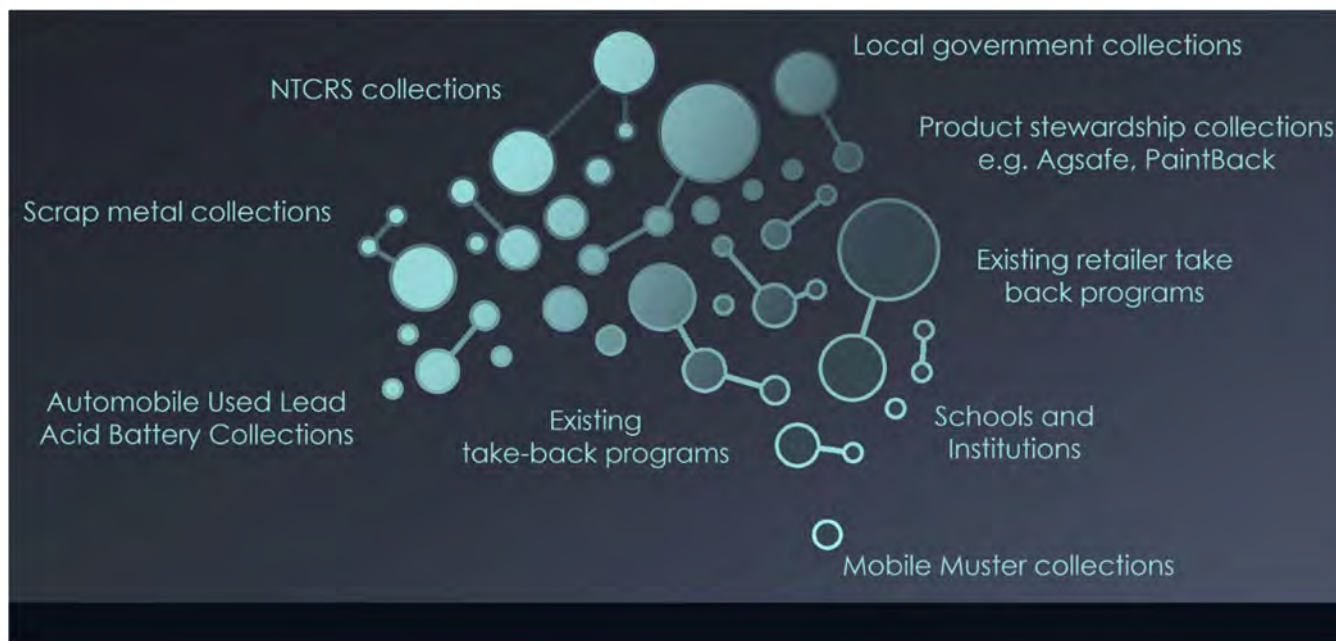 Local government collections
NTCRS collections
Product stewardship collections
e.g. Agsafe, PaintBack
Scrap metal collections
Existing retailer take
back programs
Automobile Used Lead
Acid Battery Collections
Existing
take-back programs
Schools and
Institutions
Mobile Muster collections